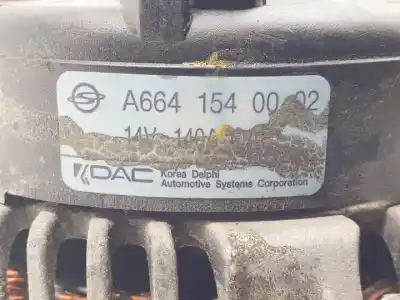 A664 154 00 02
14V 140A
KDAC Korea Delphi
Automotive Systems Corporation